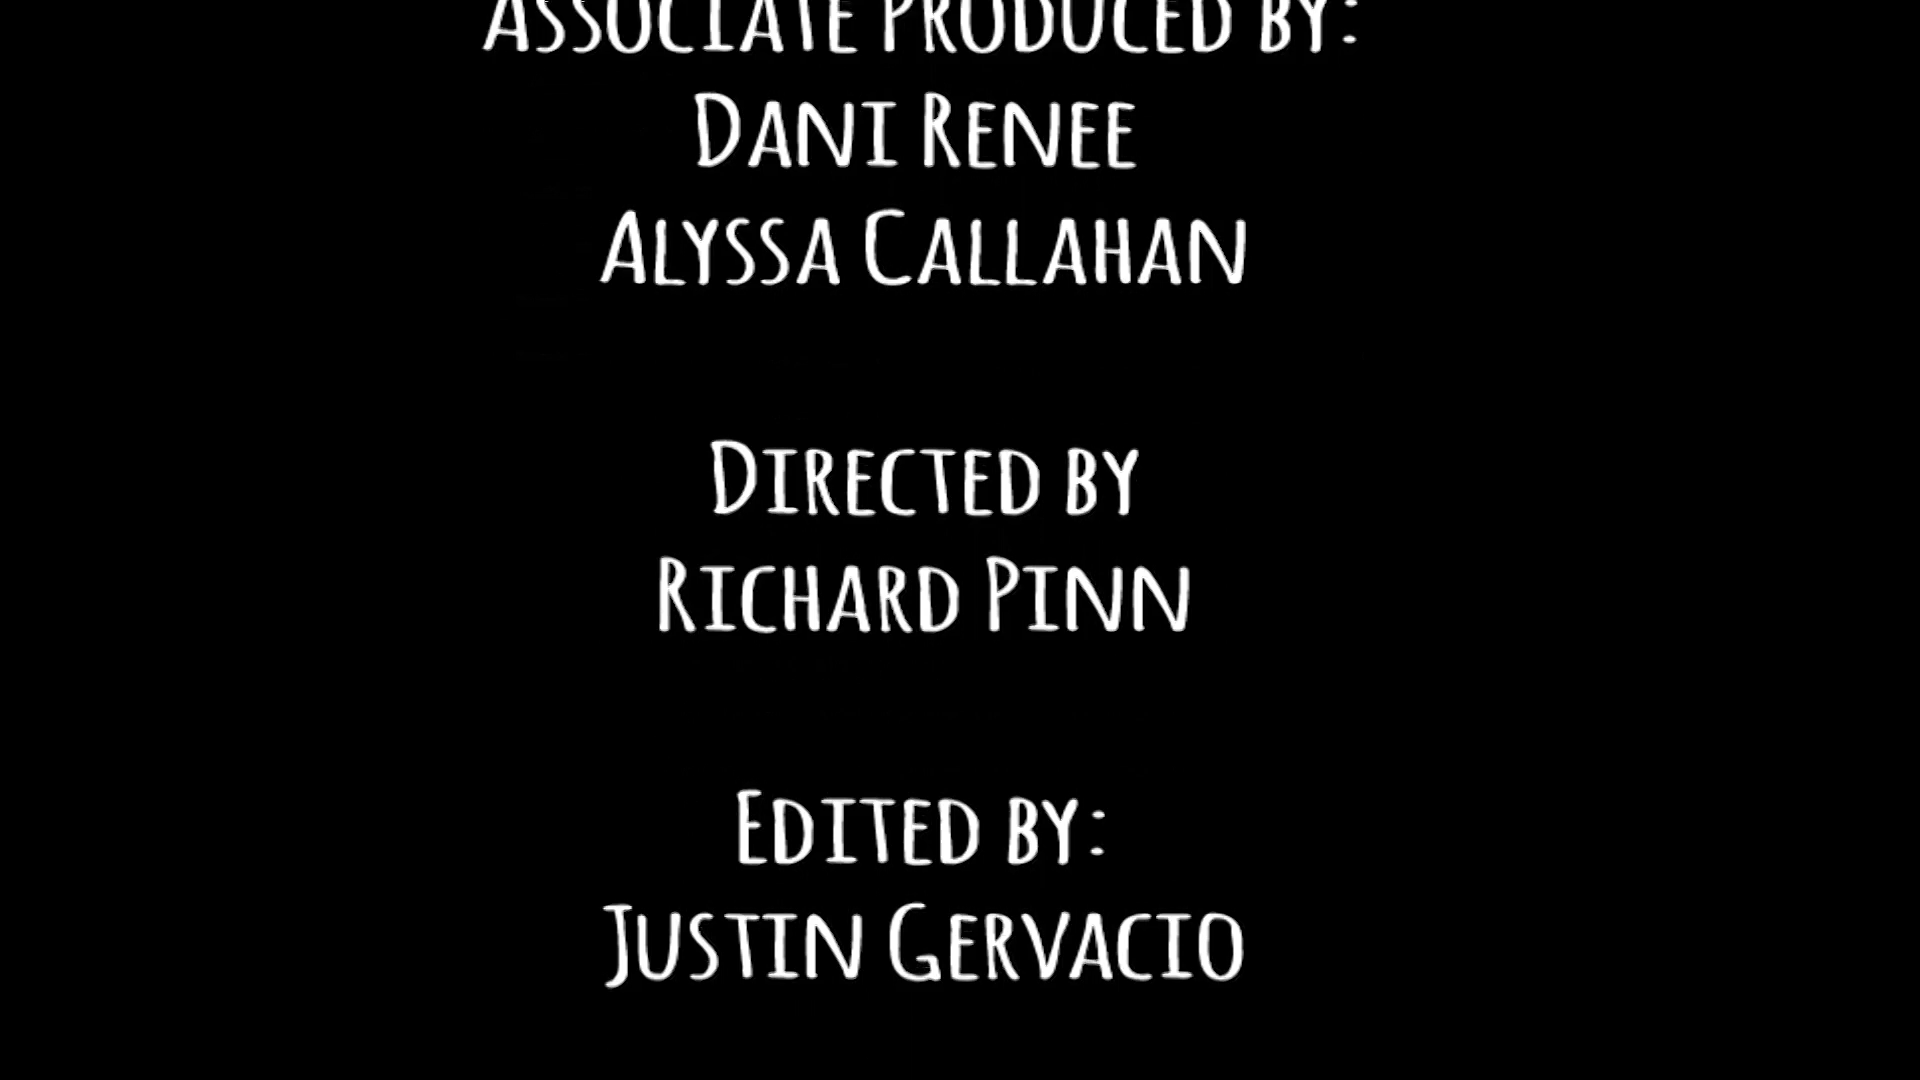 Associate Produced by:
Dani Renee
Alyssa Callahan
Directed by
Richard Pinn
Edited by:
Justin Gervacio